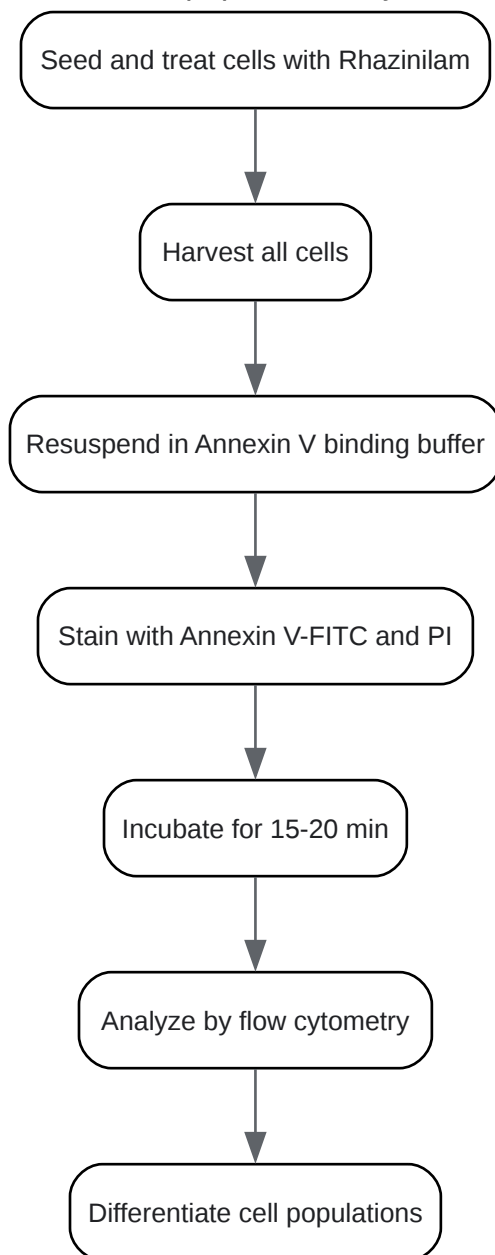 Seed and treat cells with Rhazinilam
Harvest all cells
Resuspend in Annexin V binding buffer
Stain with Annexin V-FITC and PI
Incubate for 15-20 min
Analyze by flow cytometry
Differentiate cell populations